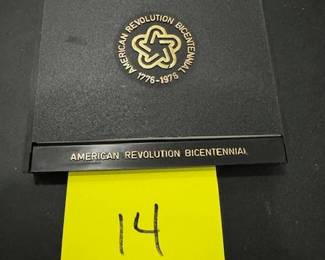 AMERICAN REVOLUTION BICENTENNIAL
1776-1976
AMERICAN REVOLUTION BICENTENNIAL
14